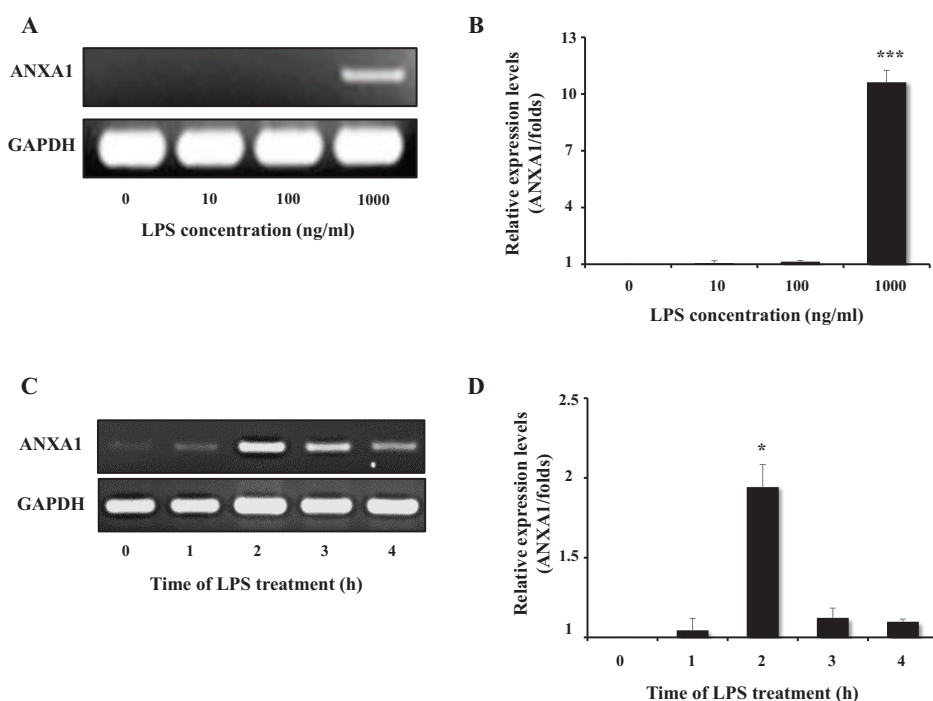 A
ANXA1
GAPDH
0 10 100 1000
LPS concentration (ng/ml)
B
Relative expression levels
(ANXA1/folds)
13
10
7
4
1
***
0 10 100 1000
LPS concentration (ng/ml)
C
ANXA1
GAPDH
0 1 2 3 4
Time of LPS treatment (h)
D
Relative expression levels
(ANXA1/folds)
2.5
2
1.5
1
*
0 1 2 3 4
Time of LPS treatment (h)